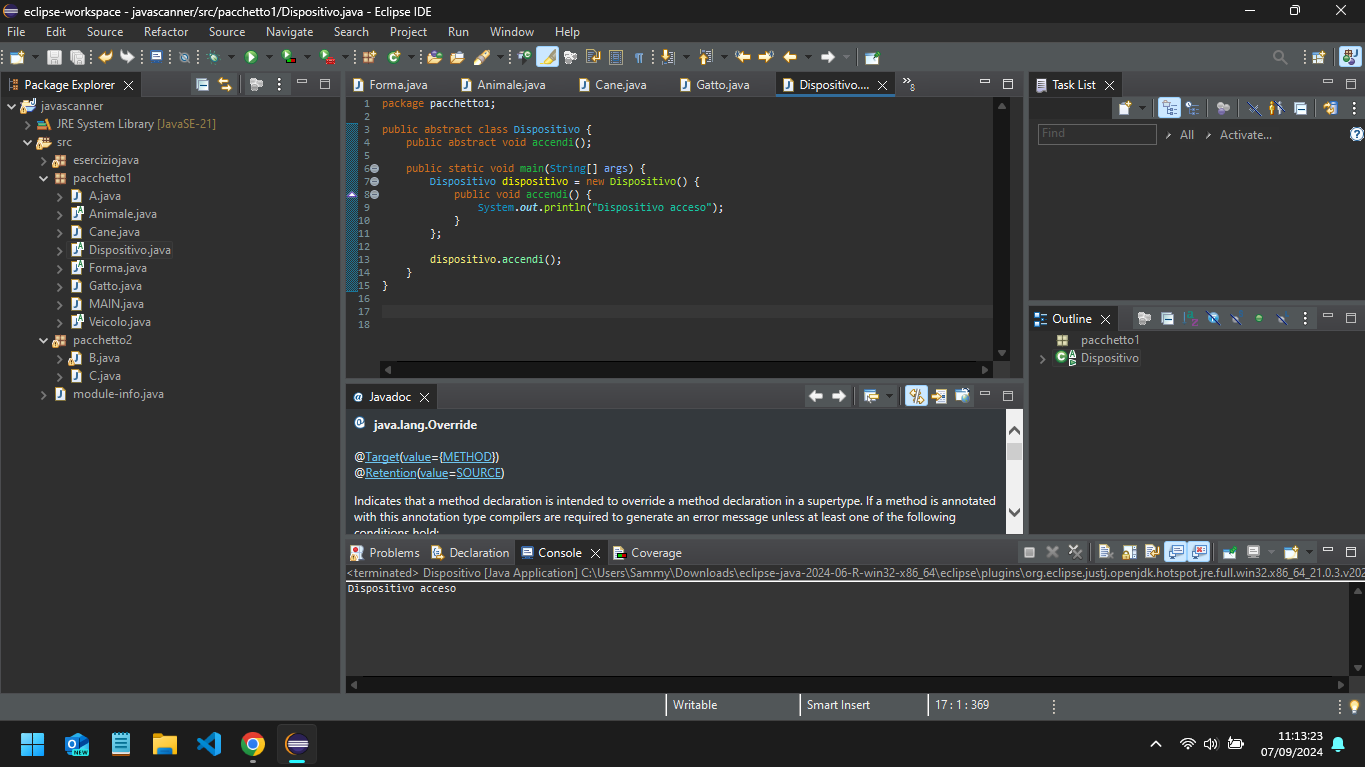 eclipse-workspace - javascanner/src/pacchetto1/Dispositivo.java - Eclipse IDE
File Edit Source Refactor Source Navigate Search Project Run Window Help
Package Explorer
javascanner
JRE System Library [JavaSE-21]
src
eserciziojava
pacchetto1
A.java
Animale.java
Cane.java
Dispositivo.java
Forma.java
Gatto.java
MAIN.java
Veicolo.java
pacchetto2
B.java
C.java
module-info.java
Forma.java Animale.java Cane.java Gatto.java Dispositivo.... »8
1 package pacchetto1;
2
3 public abstract class Dispositivo {
4     public abstract void accendi();
5
6     public static void main(String[] args) {
7         Dispositivo dispositivo = new Dispositivo() {
8             public void accendi() {
9                 System.out.println("Dispositivo acceso");
10             }
11         };
12
13         dispositivo.accendi();
14     }
15 }
16
17
18
Task List
Find All Activate...
Outline
pacchetto1
Dispositivo
@ Javadoc
@ java.lang.Override
@Target(value={METHOD})
@Retention(value=SOURCE)
Indicates that a method declaration is intended to override a method declaration in a supertype. If a method is annotated
with this annotation type compilers are required to generate an error message unless at least one of the following
conditions hold:
Problems Declaration Console Coverage
<terminated> Dispositivo [Java Application] C:\Users\Sammy\Downloads\eclipse-java-2024-06-R-win32-x86_64\eclipse\plugins\org.eclipse.justj.openjdk.hotspot.jre.full.win32.x86_64_21.0.3.v202
Dispositivo acceso
Writable Smart Insert 17 : 1 : 369
NEW
11:13:23
07/09/2024